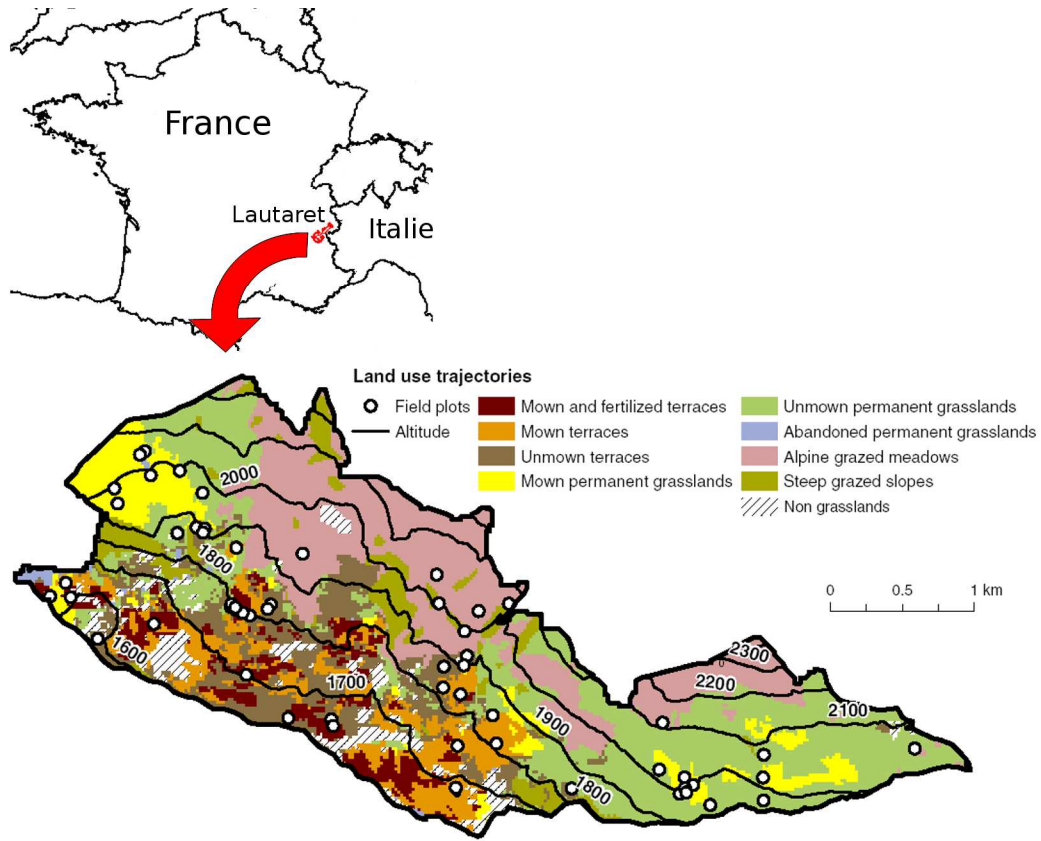 France
Lautaret
Italie
Land use trajectories
Field plots
Altitude
Mown and fertilized terraces
Mown terraces
Unmown terraces
Mown permanent grasslands
Unmown permanent grasslands
Abandoned permanent grasslands
Alpine grazed meadows
Steep grazed slopes
Non grasslands
0 0.5 1 km
2000
1800
1600
1700
1900
1800
2300
2200
2100